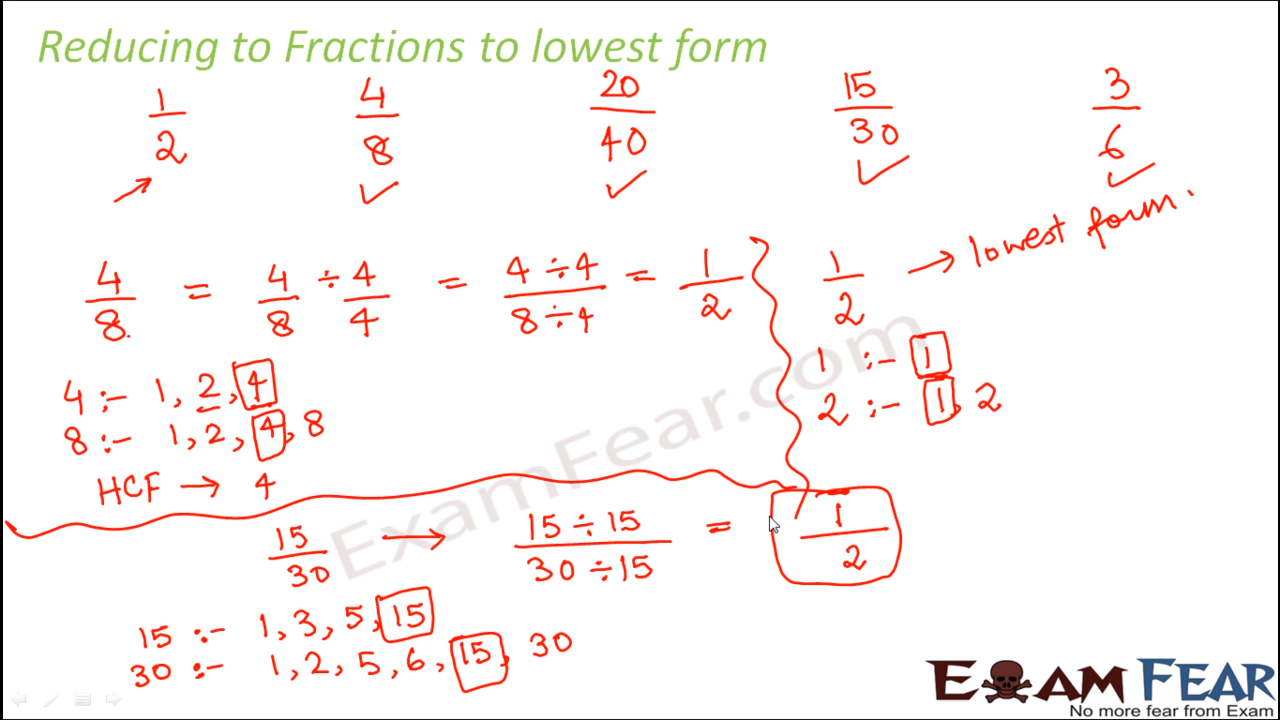 Reducing to Fractions to lowest form
1/2 4/8 20/40 15/30 3/6
4/8 = 4/8 ÷ 4/4 = 4÷4/8÷4 = 1/2
1/2 → lowest form.
4 :- 1, 2, 4
8 :- 1, 2, 4, 8
HCF → 4
1 :- 1
2 :- 1, 2
15/30 → 15÷15/30÷15 = 1/2
15 :- 1, 3, 5, 15
30 :- 1, 2, 5, 6, 15, 30
ExamFear.com
EXAM FEAR
No more fear from Exam